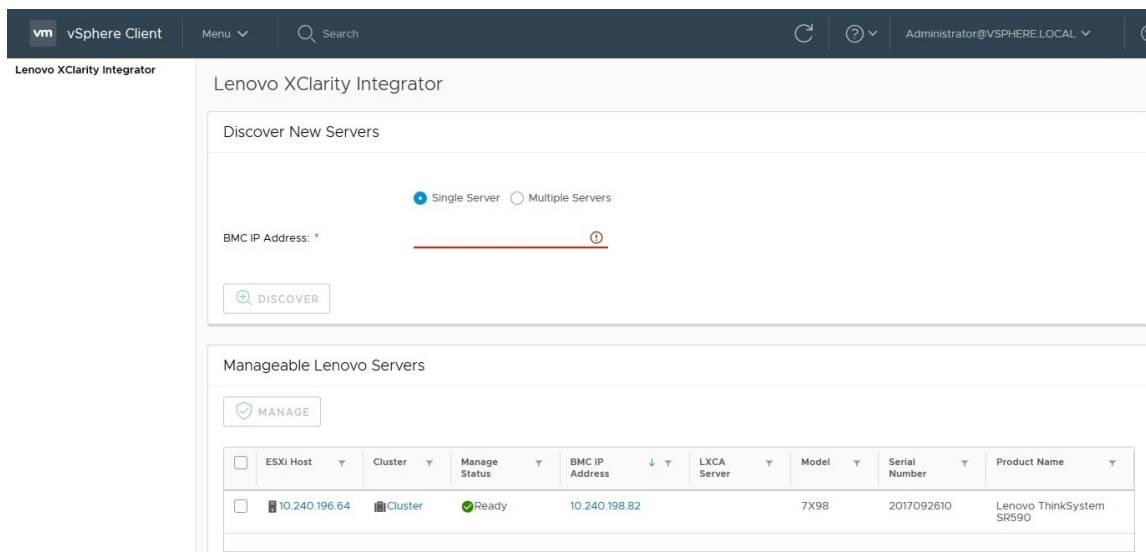 vm vSphere Client Menu Search Administrator@VSPHERE.LOCAL
Lenovo XClarity Integrator
Lenovo XClarity Integrator
Discover New Servers
Single Server Multiple Servers
BMC IP Address: *
DISCOVER
Manageable Lenovo Servers
MANAGE
ESXi Host Cluster Manage Status BMC IP Address LXCA Server Model Serial Number Product Name
10.240.196.64 Cluster Ready 10.240.198.82 7X98 2017092610 Lenovo ThinkSystem
SR590